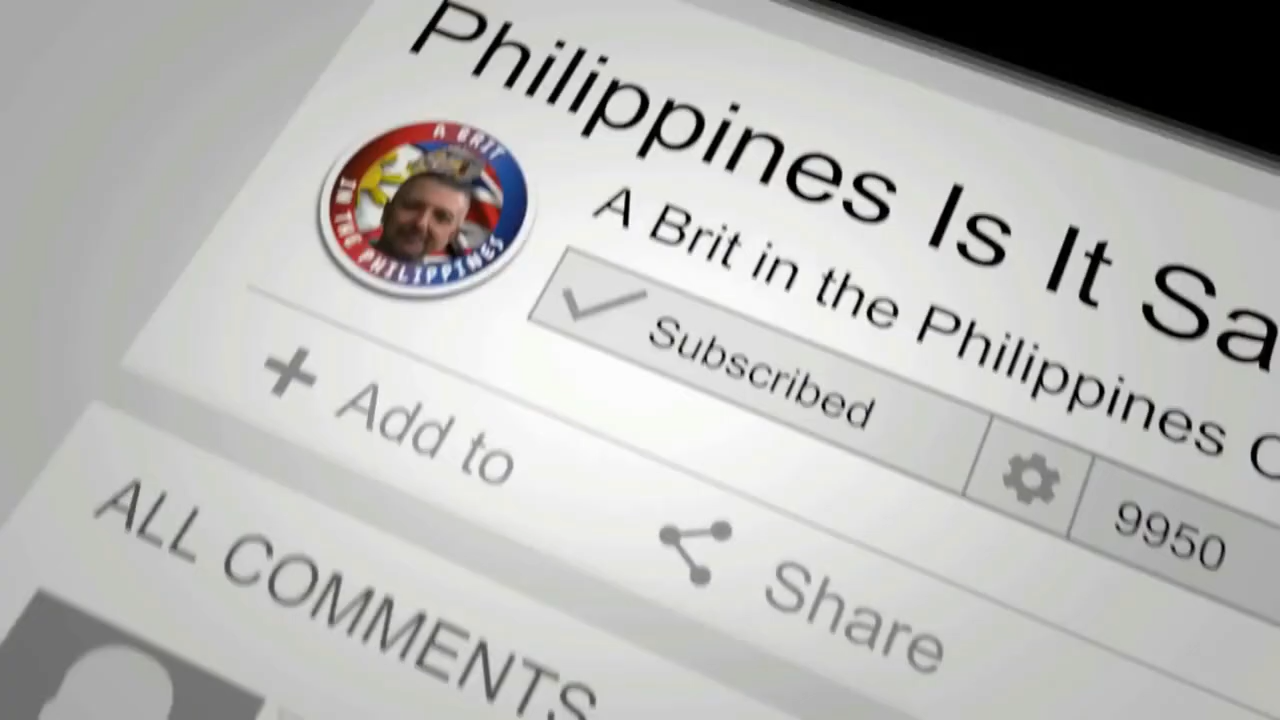 Philippines Is It Sa
A BRIT
IN THE PHILIPPINES
A Brit in the Philippines C
Subscribed
9950
Add to
Share
ALL COMMENTS